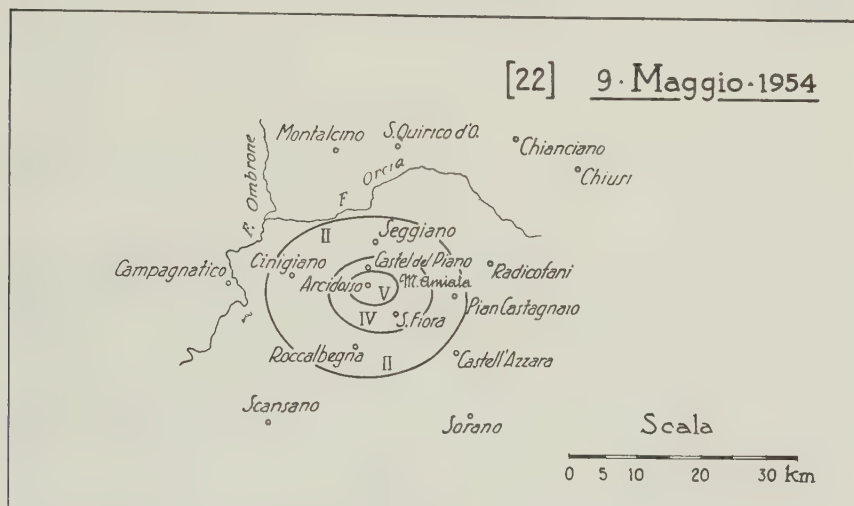 [22] 9·Maggio·1954
Montalcino
S. Quirico d'O.
Chianciano
Chiusi
F. Ombrone
F. Orcia
II
Seggiano
Campagnatico
Cinigiano
Castel del Piano
Radicofani
Arcidosso
M. Amiata
V
Pian Castagnaio
IV
S. Fiora
Roccalbegna
II
Castell'Azzara
Scansano
Sorano
Scala
0 5 10 20 30 km